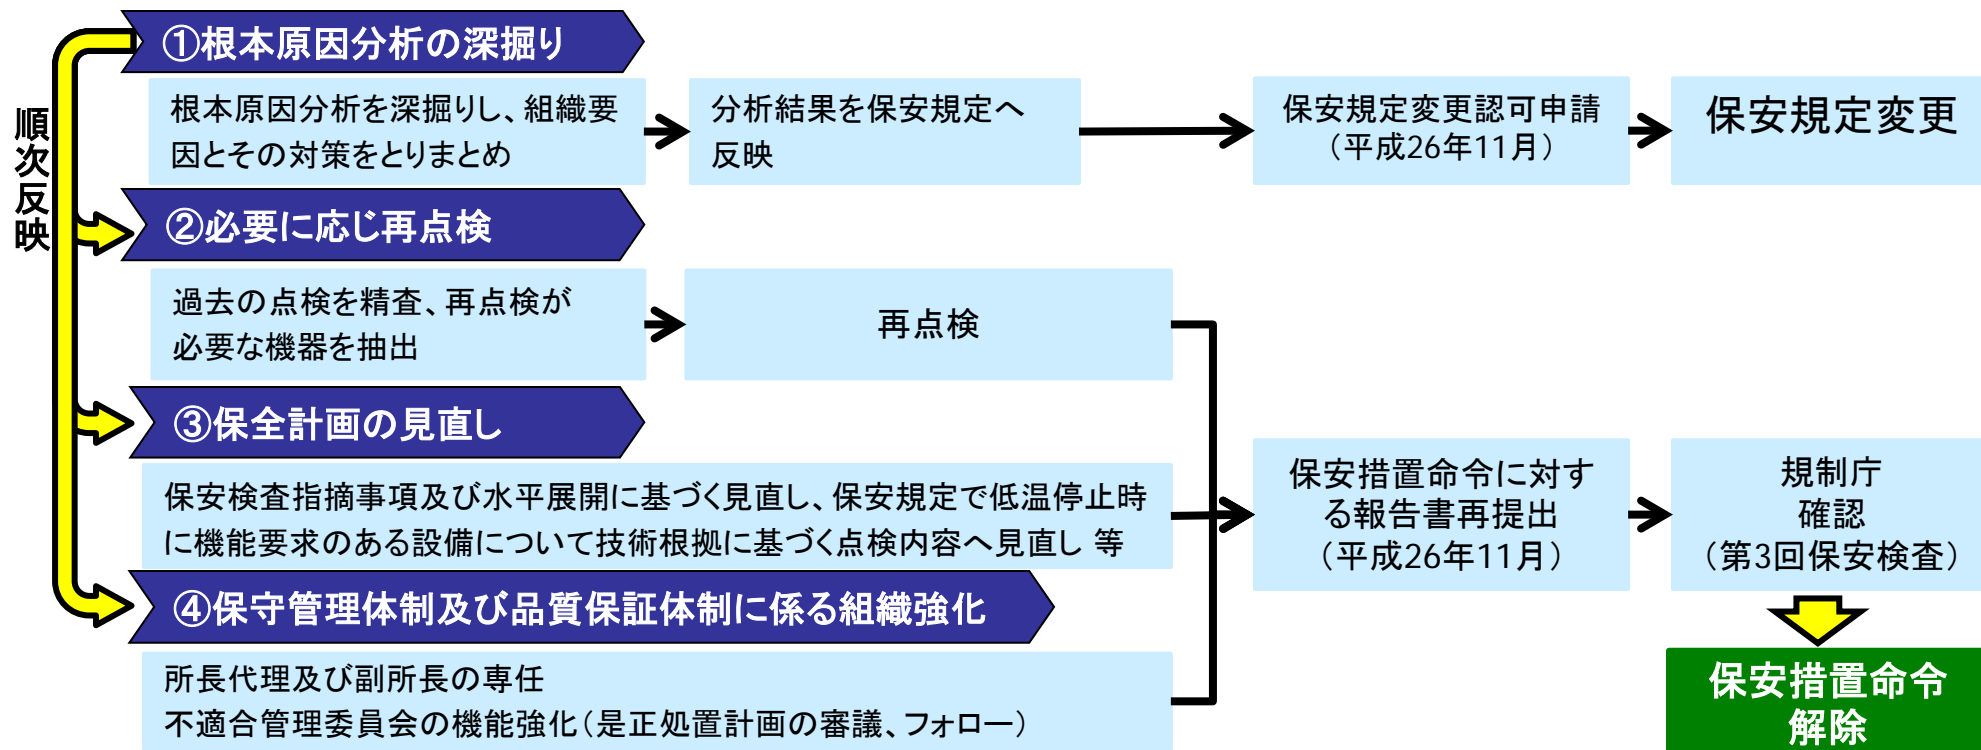 順次反映
①根本原因分析の深掘り
根本原因分析を深掘りし、組織要
因とその対策をとりまとめ
分析結果を保安規定へ
反映
保安規定変更認可申請
（平成26年11月）
保安規定変更
②必要に応じ再点検
過去の点検を精査、再点検が
必要な機器を抽出
再点検
③保全計画の見直し
保安検査指摘事項及び水平展開に基づく見直し、保安規定で低温停止時
に機能要求のある設備について技術根拠に基づく点検内容へ見直し 等
④保守管理体制及び品質保証体制に係る組織強化
所長代理及び副所長の専任
不適合管理委員会の機能強化（是正処置計画の審議、フォロー）
保安措置命令に対す
る報告書再提出
（平成26年11月）
規制庁
確認
（第3回保安検査）
保安措置命令
解除